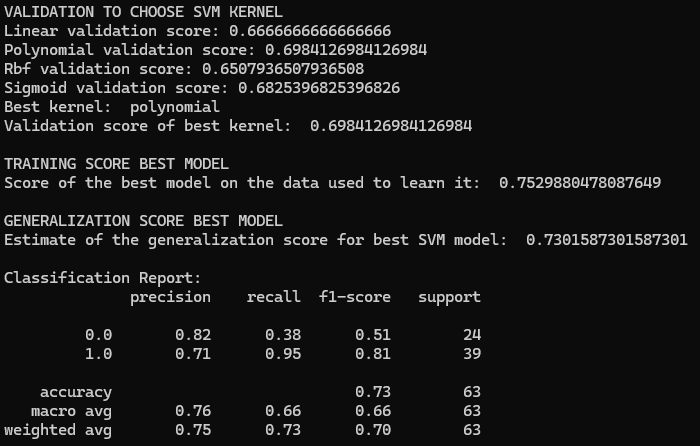 VALIDATION TO CHOOSE SVM KERNEL
Linear validation score: 0.6666666666666666
Polynomial validation score: 0.6984126984126984
Rbf validation score: 0.6507936507936508
Sigmoid validation score: 0.6825396825396826
Best kernel:  polynomial
Validation score of best kernel:  0.6984126984126984

TRAINING SCORE BEST MODEL
Score of the best model on the data used to learn it:  0.7529880478087649

GENERALIZATION SCORE BEST MODEL
Estimate of the generalization score for best SVM model:  0.7301587301587301

Classification Report:
              precision    recall  f1-score   support

         0.0       0.82      0.38      0.51        24
         1.0       0.71      0.95      0.81        39

    accuracy                           0.73        63
   macro avg       0.76      0.66      0.66        63
weighted avg       0.75      0.73      0.70        63